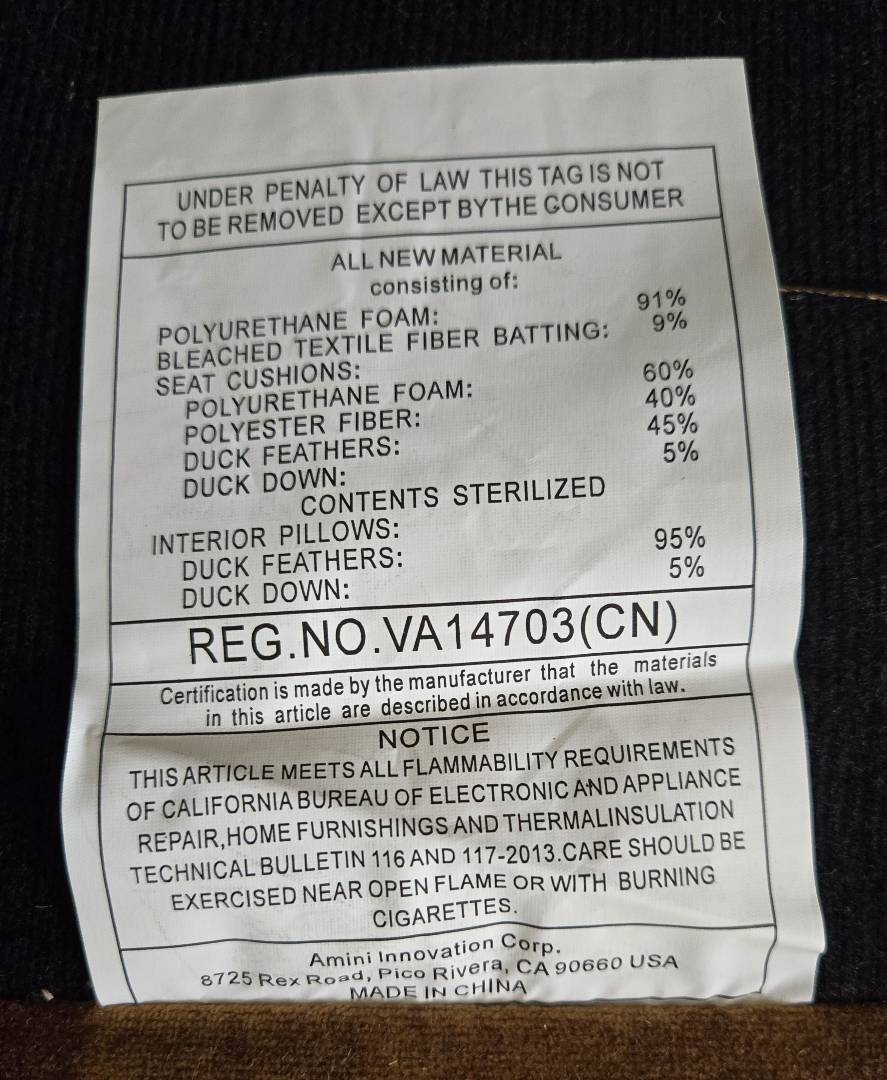 UNDER PENALTY OF LAW THIS TAG IS NOT
TO BE REMOVED EXCEPT BYTHE GONSUMER
ALL NEW MATERIAL
consisting of:
POLYURETHANE FOAM: 91%
BLEACHED TEXTILE FIBER BATTING: 9%
SEAT CUSHIONS:
POLYURETHANE FOAM: 60%
POLYESTER FIBER: 40%
DUCK FEATHERS: 45%
DUCK DOWN: 5%
CONTENTS STERILIZED
INTERIOR PILLOWS:
DUCK FEATHERS: 95%
DUCK DOWN: 5%
REG.NO.VA14703(CN)
Certification is made by the manufacturer that the materials
in this article are described in accordance with law.
NOTICE
THIS ARTICLE MEETS ALL FLAMMABILITY REQUIREMENTS
OF CALIFORNIA BUREAU OF ELECTRONIC AND APPLIANCE
REPAIR,HOME FURNISHINGS AND THERMALINSULATION
TECHNICAL BULLETIN 116 AND 117-2013.CARE SHOULD BE
EXERCISED NEAR OPEN FLAME OR WITH BURNING
CIGARETTES.
Amini Innovation Corp.
8725 Rex Road, Pico Rivera, CA 90660 USA
MADE IN CHINA